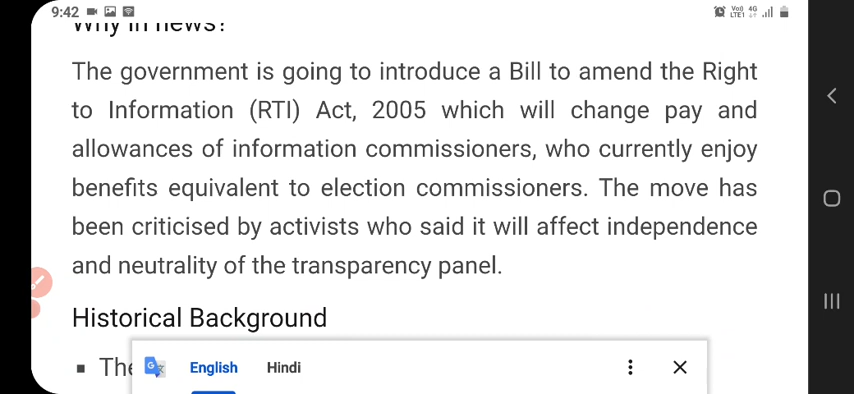 9:42
Vo)) 4G
LTE1
Why in news?
The government is going to introduce a Bill to amend the Right
to Information (RTI) Act, 2005 which will change pay and
allowances of information commissioners, who currently enjoy
benefits equivalent to election commissioners. The move has
been criticised by activists who said it will affect independence
and neutrality of the transparency panel.
Historical Background
▪ The
English Hindi